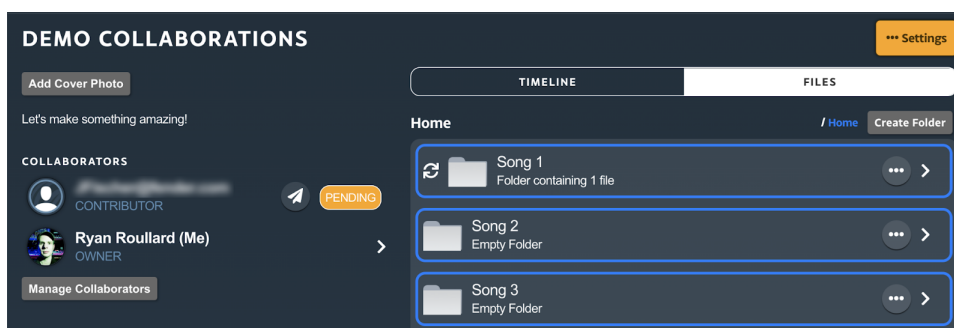 DEMO COLLABORATIONS
••• Settings
Add Cover Photo
Let's make something amazing!
COLLABORATORS
CONTRIBUTOR
PENDING
Ryan Roullard (Me)
OWNER
Manage Collaborators
TIMELINE
FILES
Home
/ Home
Create Folder
Song 1
Folder containing 1 file
Song 2
Empty Folder
Song 3
Empty Folder